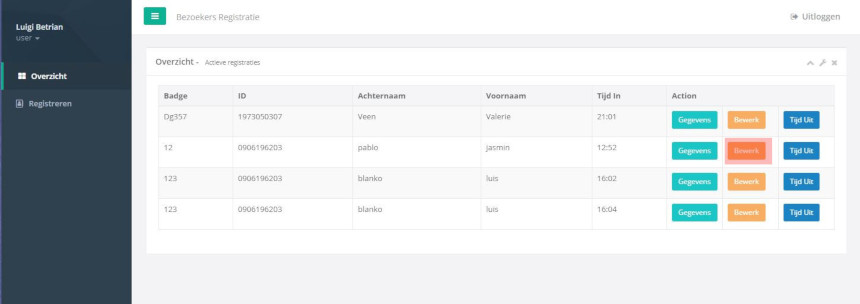 Luigi Betrian
user
Overzicht
Registreren
Bezoekers Registratie
Uitloggen
Overzicht - Actieve registraties
Badge ID Achternaam Voornaam Tijd In Action
Dg357 1973050307 Veen Valerie 21:01 Gegevens Bewerk Tijd Uit
12 0906196203 pablo jasmin 12:52 Gegevens Bewerk Tijd Uit
123 0906196203 blanko luis 16:02 Gegevens Bewerk Tijd Uit
123 0906196203 blanko luis 16:04 Gegevens Bewerk Tijd Uit